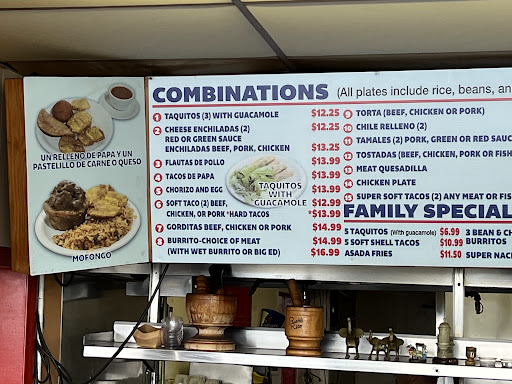 COMBINATIONS (All plates include rice, beans, an
UN RELLENO DE PAPA Y UN
PASTELILLO DE CARNE O QUESO
MOFONGO
1 TAQUITOS (3) WITH GUACAMOLE $12.25
2 CHEESE ENCHILADAS (2) $12.25
RED OR GREEN SAUCE
ENCHILADAS BEEF, PORK, CHICKEN $13.25
3 FLAUTAS DE POLLO $13.99
4 TACOS DE PAPA $13.99
5 CHORIZO AND EGG $13.99
6 SOFT TACO (2) BEEF, $12.99
CHICKEN, OR PORK *HARD TACOS *$13.99
7 GORDITAS BEEF, CHICKEN OR PORK $14.99
8 BURRITO-CHOICE OF MEAT $14.99
(WITH WET BURRITO OR BIG ED) $16.99
TAQUITOS
WITH
GUACAMOLE
9 TORTA (BEEF, CHICKEN OR PORK)
10 CHILE RELLENO (2)
11 TAMALES (2) PORK, GREEN OR RED SAUC
12 TOSTADAS (BEEF, CHICKEN, PORK OR FISH
13 MEAT QUESADILLA
14 CHICKEN PLATE
15 SUPER SOFT TACOS (2) ANY MEAT OR FIS
FAMILY SPECIAL
5 TAQUITOS (With guacamole) $6.99
5 SOFT SHELL TACOS $10.99
ASADA FRIES $11.50
3 BEAN & CH
BURRITOS
SUPER NAC